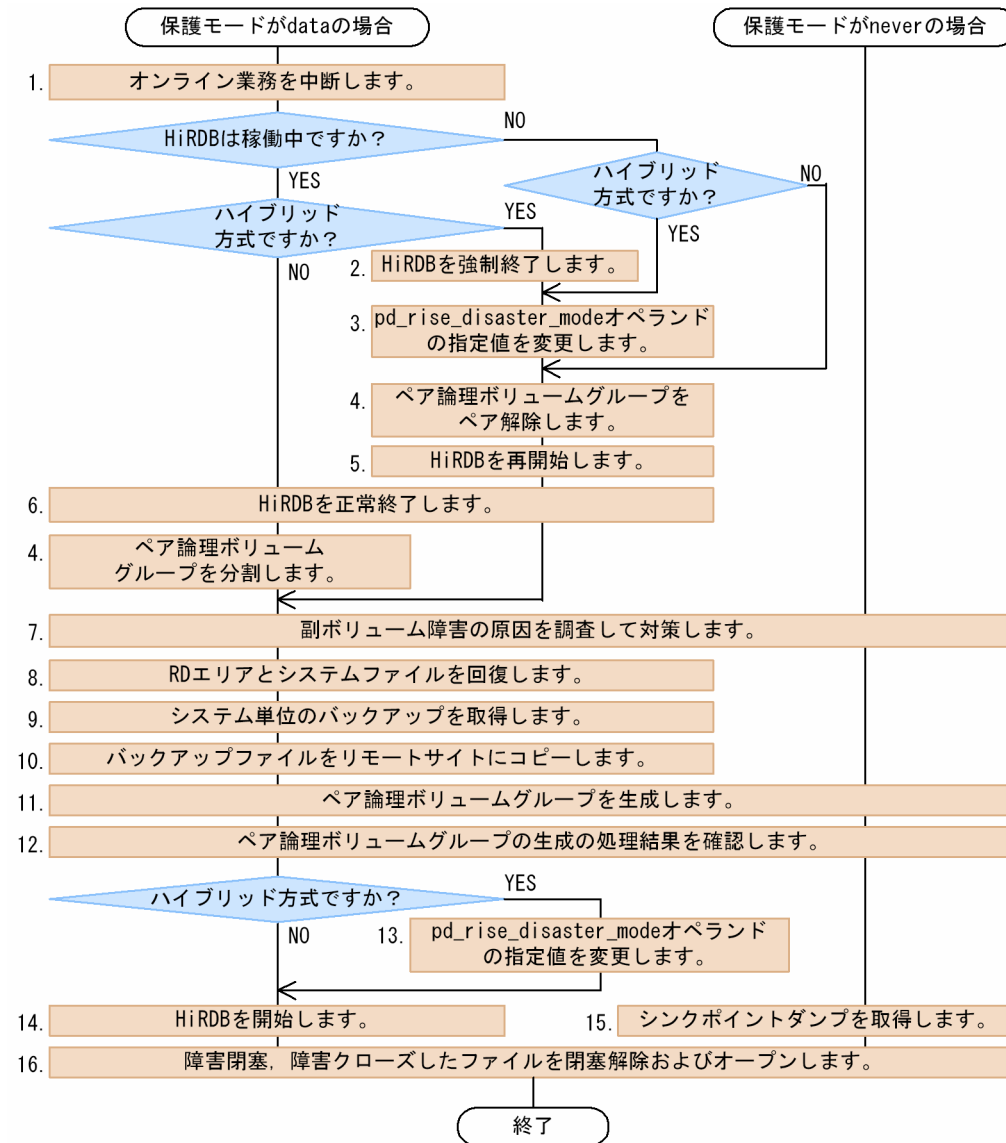 保護モードがdataの場合
保護モードがneverの場合
1. オンライン業務を中断します。
HiRDBは稼働中ですか？
NO
YES
ハイブリッド
方式ですか？
NO
YES
ハイブリッド
方式ですか？
YES
NO
2. HiRDBを強制終了します。
3. pd_rise_disaster_modeオペランド
の指定値を変更します。
4. ペア論理ボリュームグループを
ペア解除します。
5. HiRDBを再開始します。
6. HiRDBを正常終了します。
4. ペア論理ボリューム
グループを分割します。
7. 副ボリューム障害の原因を調査して対策します。
8. RDエリアとシステムファイルを回復します。
9. システム単位のバックアップを取得します。
10. バックアップファイルをリモートサイトにコピーします。
11. ペア論理ボリュームグループを生成します。
12. ペア論理ボリュームグループの生成の処理結果を確認します。
ハイブリッド方式ですか？
YES
NO
13. pd_rise_disaster_modeオペランド
の指定値を変更します。
14. HiRDBを開始します。
15. シンクポイントダンプを取得します。
16. 障害閉塞，障害クローズしたファイルを閉塞解除およびオープンします。
終了